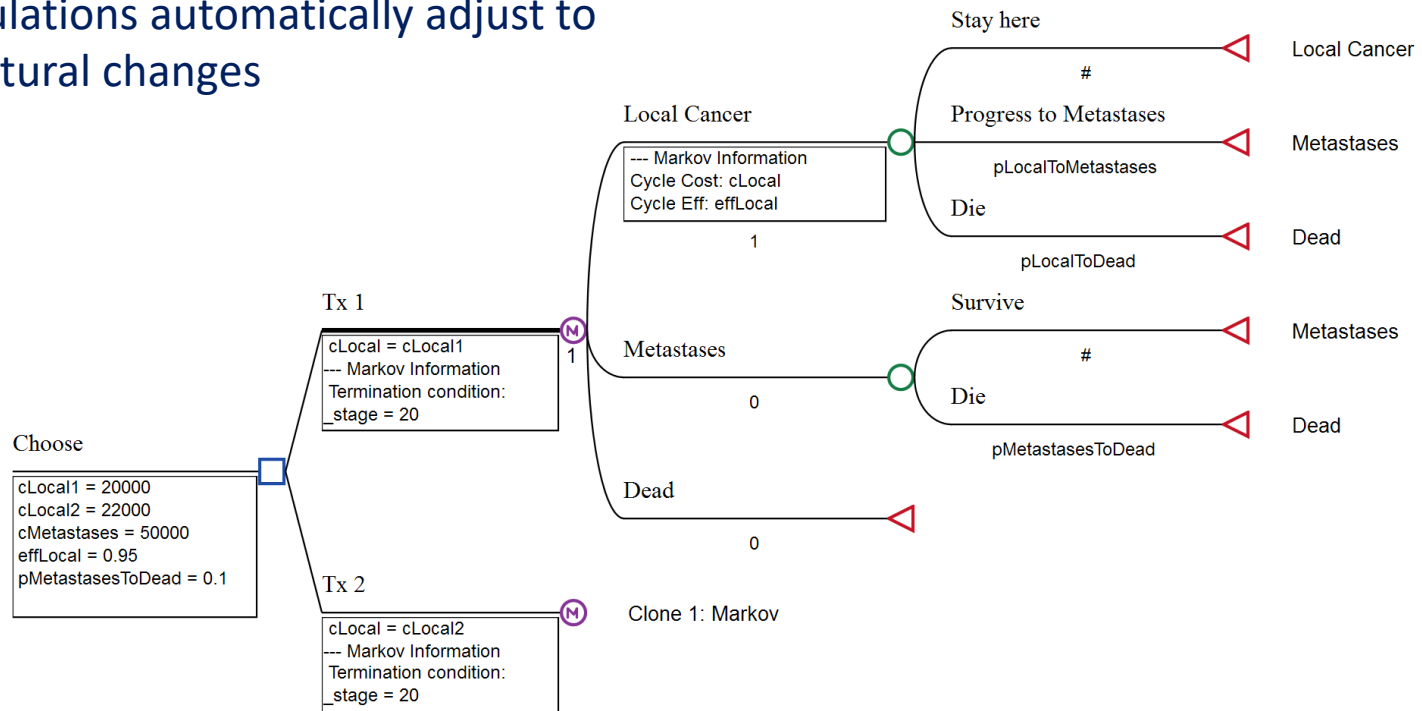 ulations automatically adjust to
tural changes
Stay here
#
Local Cancer
Progress to Metastases
pLocalToMetastases
Metastases
Die
pLocalToDead
Dead
Local Cancer
--- Markov Information
Cycle Cost: cLocal
Cycle Eff: effLocal
1
Tx 1
cLocal = cLocal1
--- Markov Information
Termination condition:
_stage = 20
M
1
Metastases
0
Survive
#
Metastases
Die
pMetastasesToDead
Dead
Dead
0
Choose
cLocal1 = 20000
cLocal2 = 22000
cMetastases = 50000
effLocal = 0.95
pMetastasesToDead = 0.1
Tx 2
cLocal = cLocal2
--- Markov Information
Termination condition:
_stage = 20
M
Clone 1: Markov